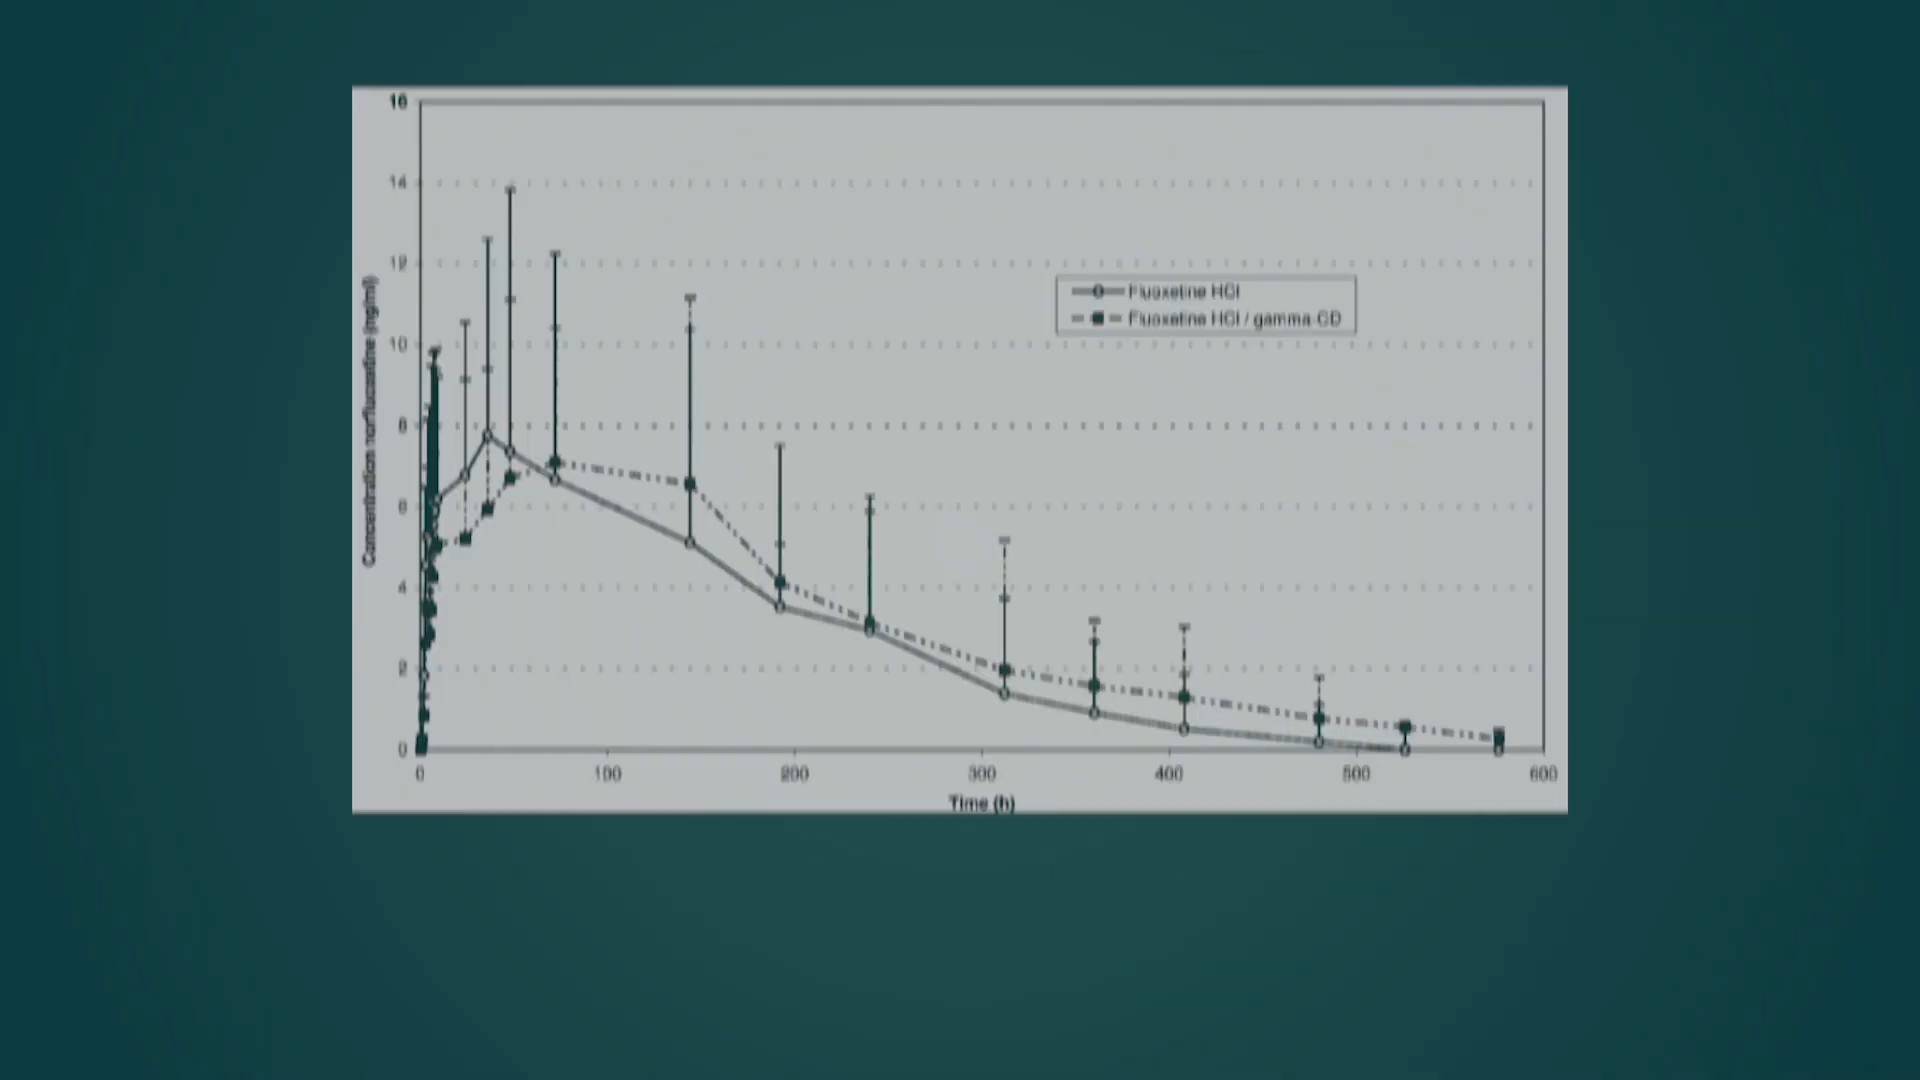 16
14
12
10
8
6
4
2
0
0 100 200 300 400 500 600
Time (h)
Concentration norfluoxetine (ng/ml)
Fluoxetine HCl
Fluoxetine HCl / gamma-CD